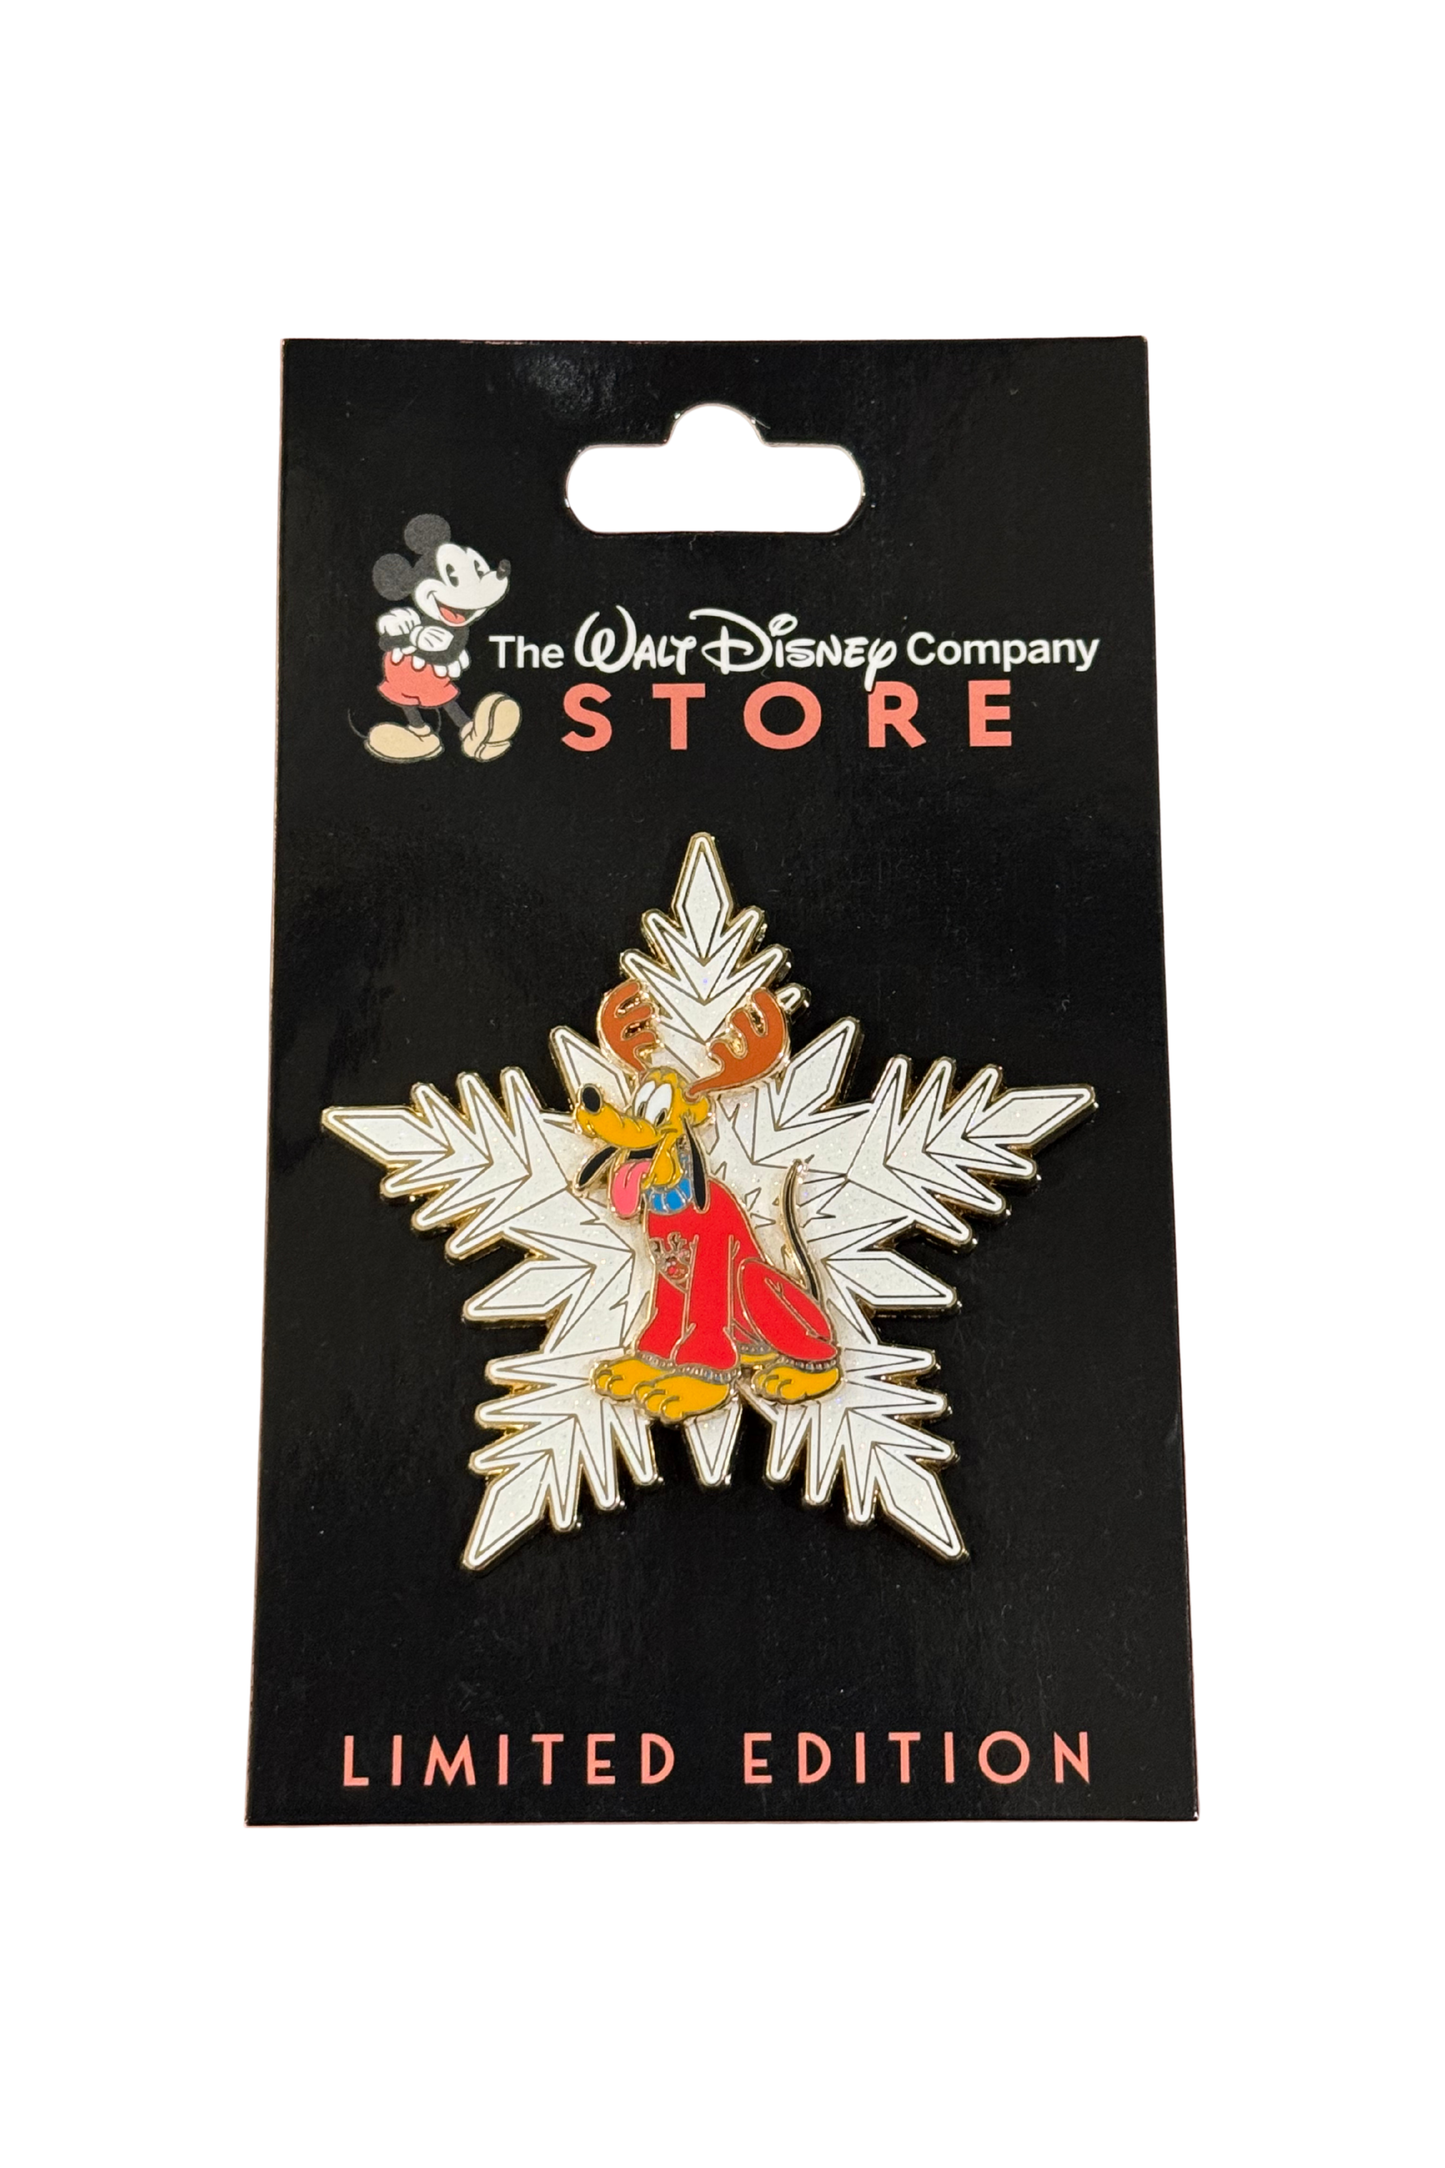 The WALT DISNEY Company
STORE
LIMITED EDITION